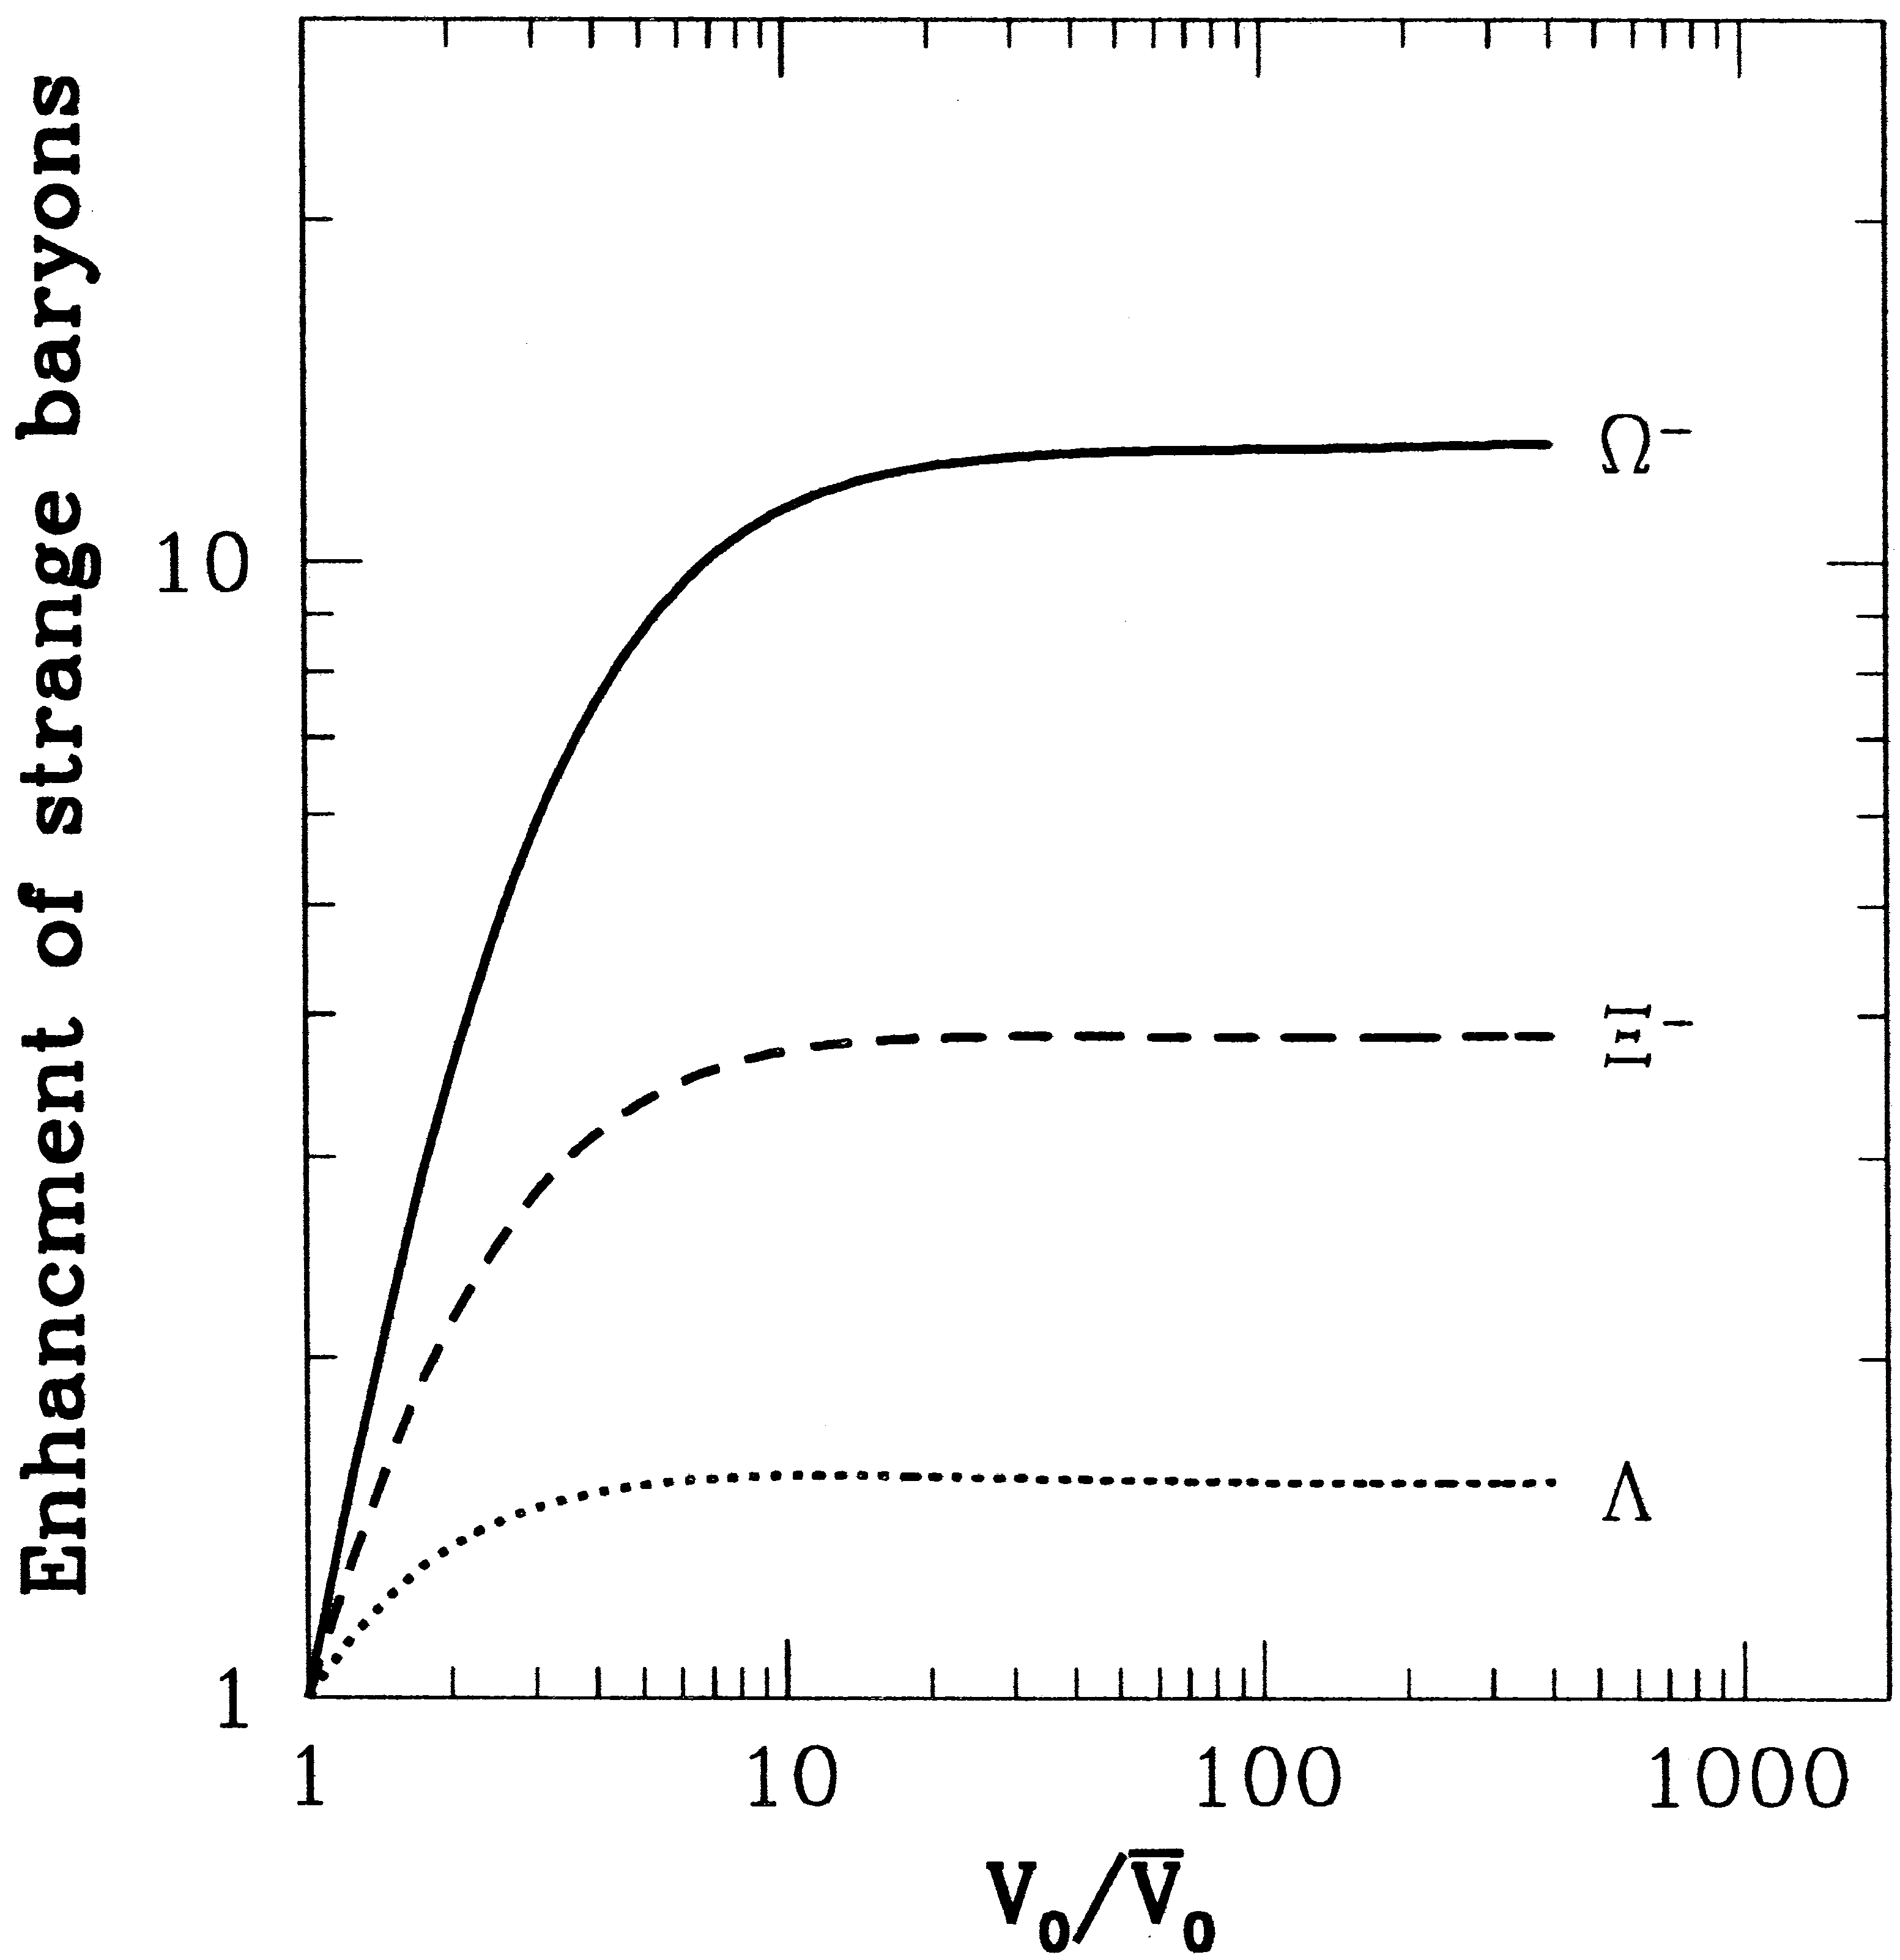 Enhancment of strange baryons
10
1
Ω⁻
Ξ⁻
Λ
1 10 100 1000
V₀/V̅₀